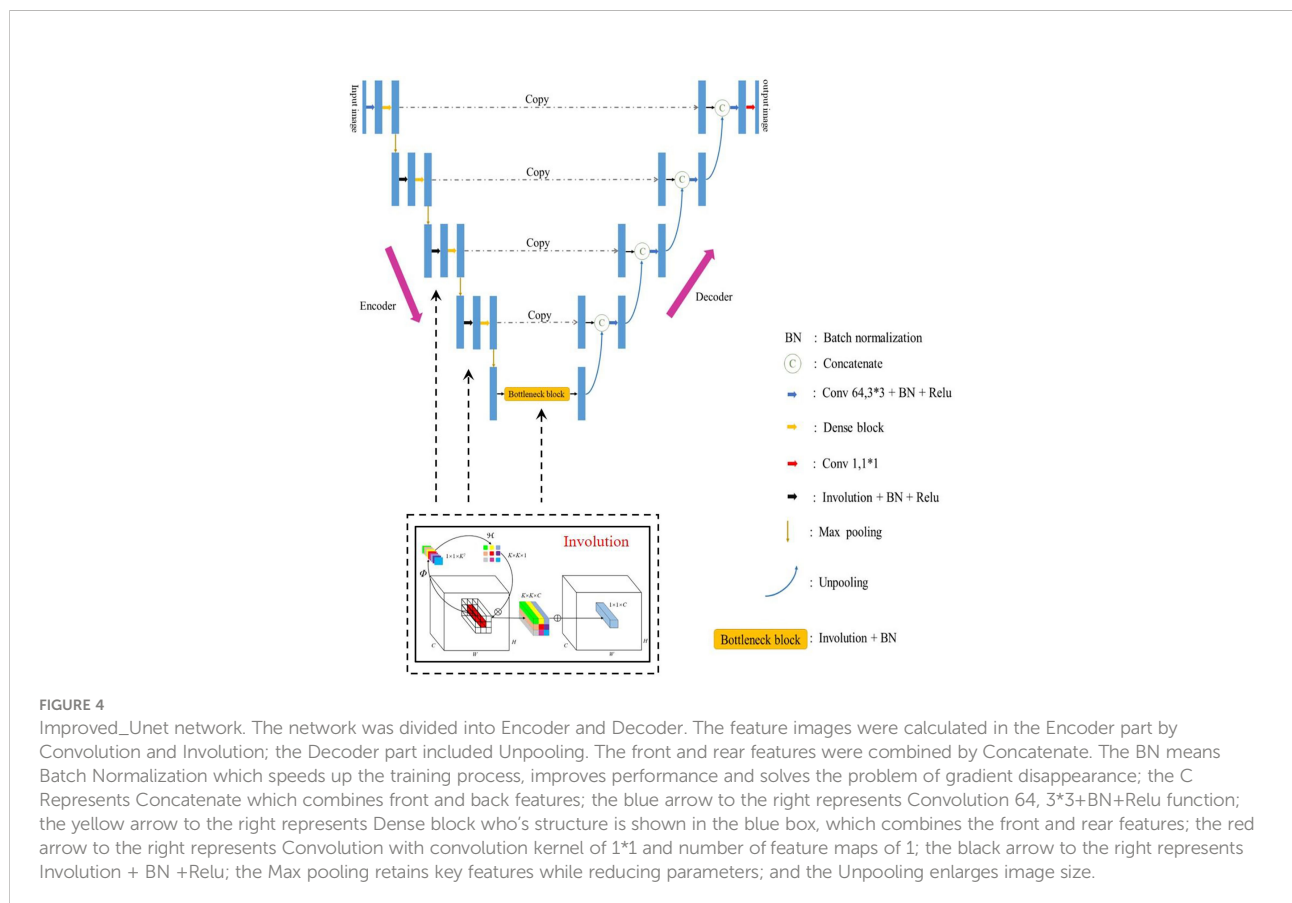 Input image
output image
Copy
C
Copy
C
Copy
C
Encoder
Decoder
Copy
C
Bottleneck block
BN : Batch normalization
C : Concatenate
: Conv 64,3*3 + BN + Relu
: Dense block
: Conv 1,1*1
: Involution + BN + Relu
: Max pooling
: Unpooling
Bottleneck block : Involution + BN
Involution
ℋ
1×1×K²
K×K×1
Φ
K×K×C
1×1×C
⊗
⊕
C
W
H
C
W
H
FIGURE 4
Improved_Unet network. The network was divided into Encoder and Decoder. The feature images were calculated in the Encoder part by
Convolution and Involution; the Decoder part included Unpooling. The front and rear features were combined by Concatenate. The BN means
Batch Normalization which speeds up the training process, improves performance and solves the problem of gradient disappearance; the C
Represents Concatenate which combines front and back features; the blue arrow to the right represents Convolution 64, 3*3+BN+Relu function;
the yellow arrow to the right represents Dense block who's structure is shown in the blue box, which combines the front and rear features; the red
arrow to the right represents Convolution with convolution kernel of 1*1 and number of feature maps of 1; the black arrow to the right represents
Involution + BN +Relu; the Max pooling retains key features while reducing parameters; and the Unpooling enlarges image size.